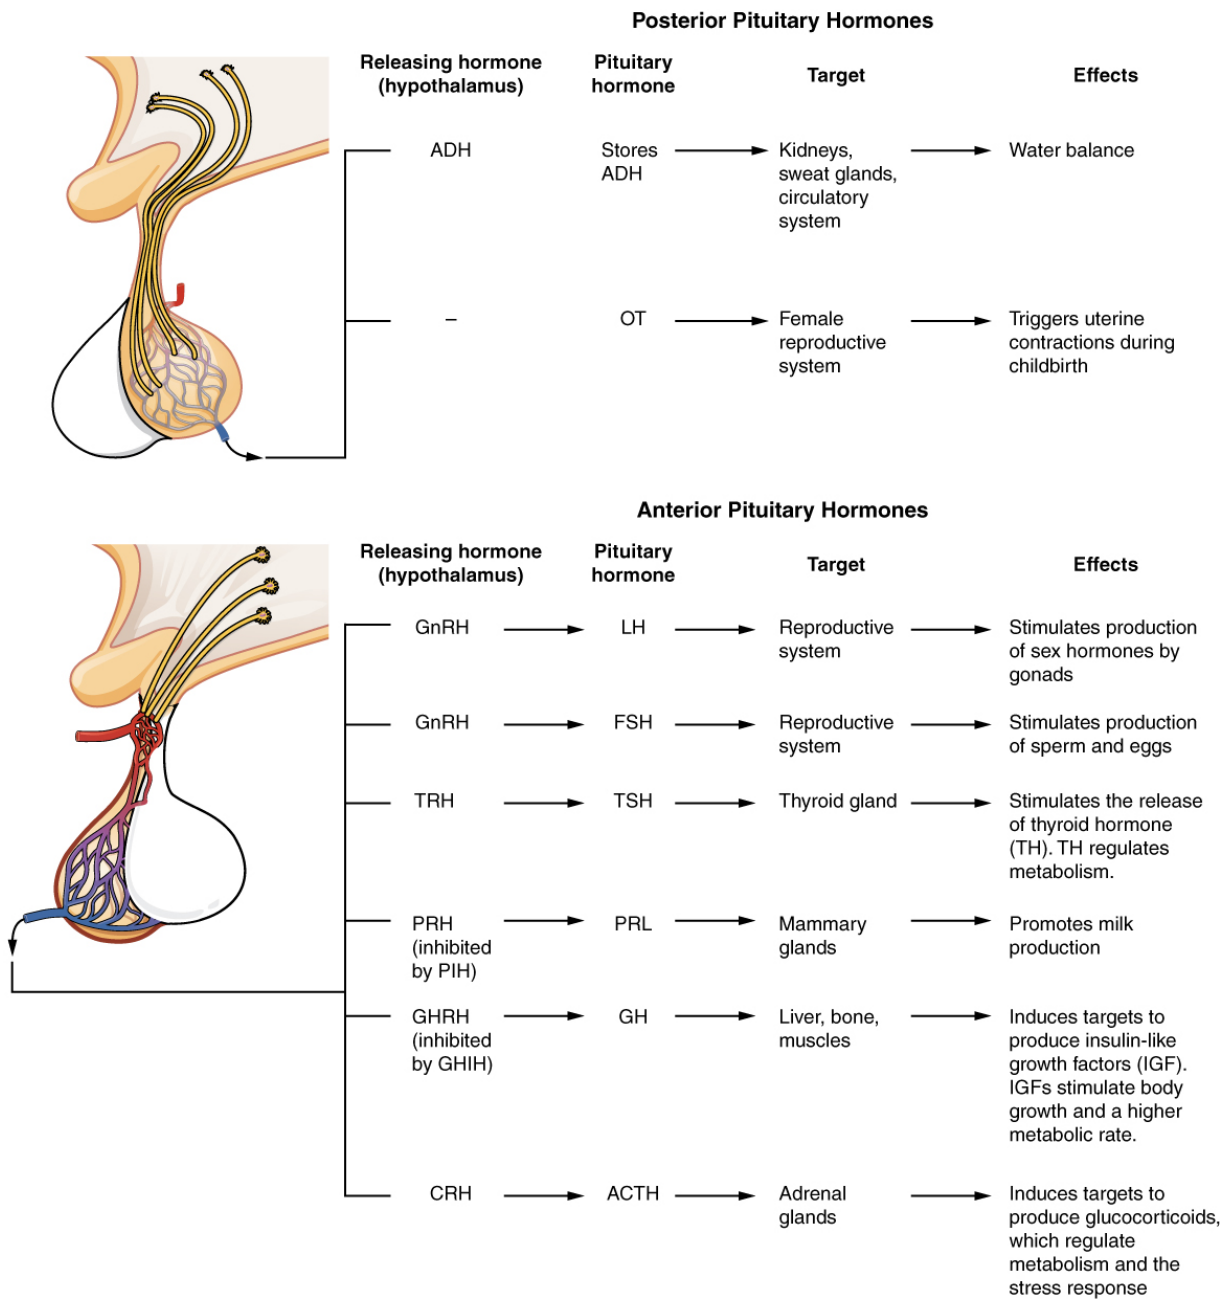 Posterior Pituitary Hormones
Releasing hormone
(hypothalamus)
Pituitary
hormone
Target
Effects
ADH
Stores
ADH
Kidneys,
sweat glands,
circulatory
system
Water balance
–
OT
Female
reproductive
system
Triggers uterine
contractions during
childbirth
Anterior Pituitary Hormones
Releasing hormone
(hypothalamus)
Pituitary
hormone
Target
Effects
GnRH
LH
Reproductive
system
Stimulates production
of sex hormones by
gonads
GnRH
FSH
Reproductive
system
Stimulates production
of sperm and eggs
TRH
TSH
Thyroid gland
Stimulates the release
of thyroid hormone
(TH). TH regulates
metabolism.
PRH
(inhibited
by PIH)
PRL
Mammary
glands
Promotes milk
production
GHRH
(inhibited
by GHIH)
GH
Liver, bone,
muscles
Induces targets to
produce insulin-like
growth factors (IGF).
IGFs stimulate body
growth and a higher
metabolic rate.
CRH
ACTH
Adrenal
glands
Induces targets to
produce glucocorticoids,
which regulate
metabolism and the
stress response